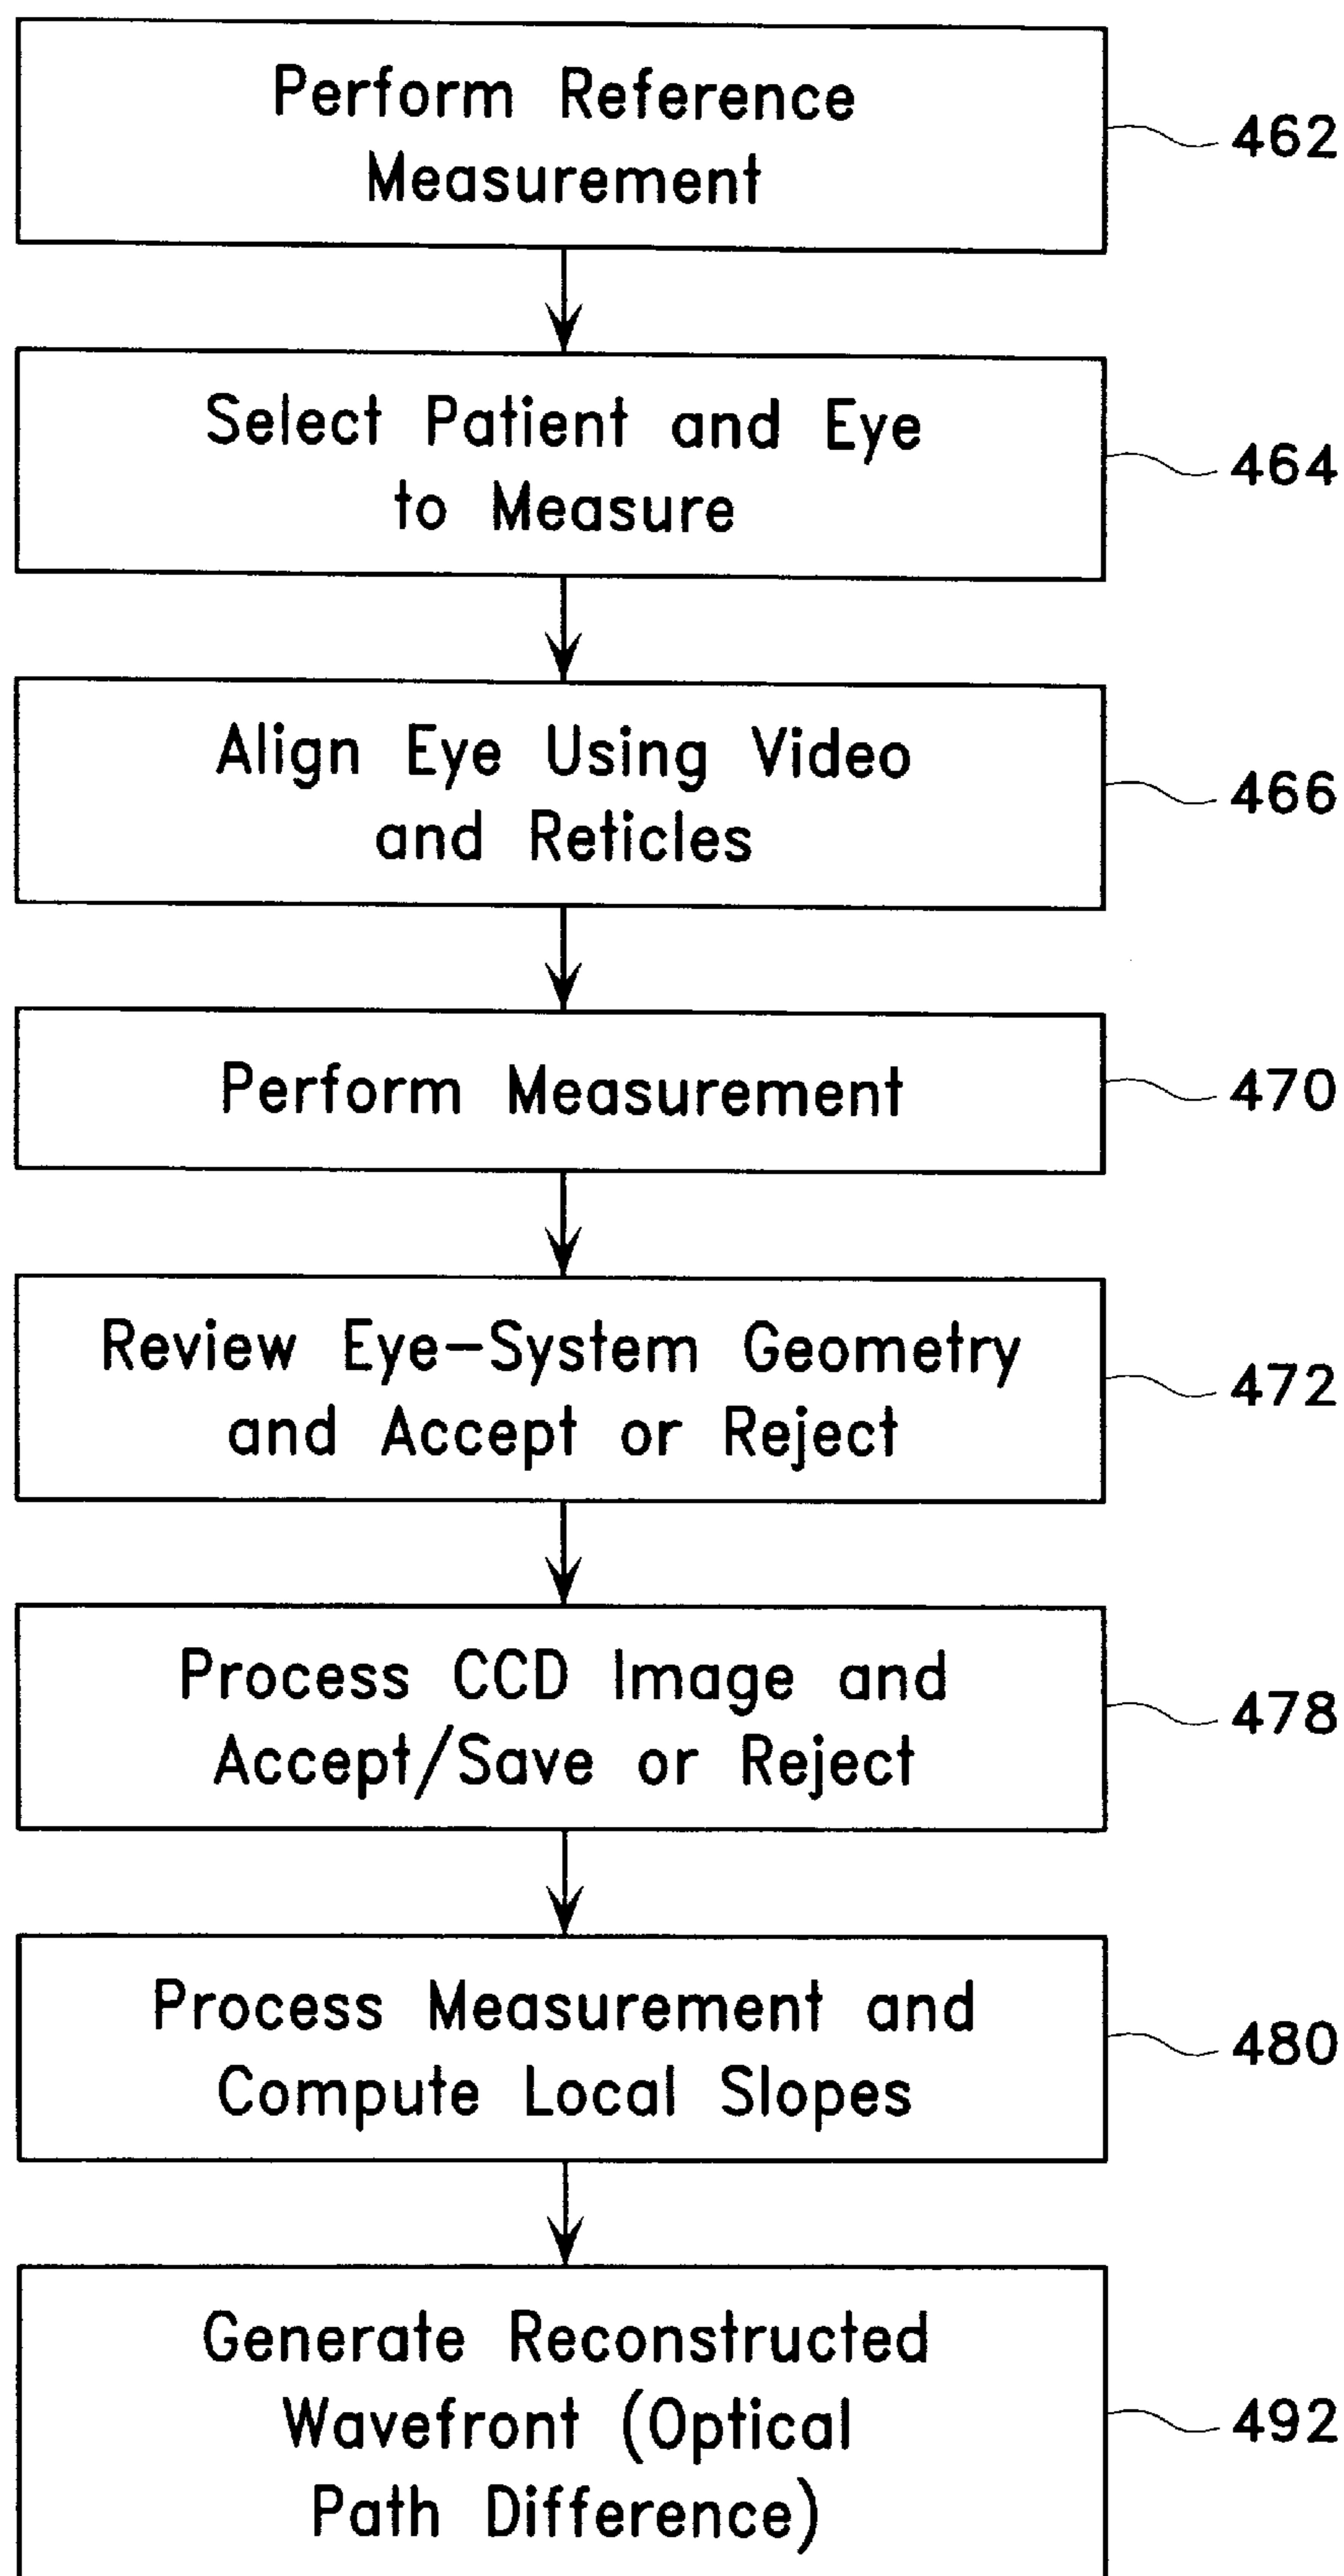 Perform Reference
Measurement
462
Select Patient and Eye
to Measure
464
Align Eye Using Video
and Reticles
466
Perform Measurement
470
Review Eye-System Geometry
and Accept or Reject
472
Process CCD Image and
Accept/Save or Reject
478
Process Measurement and
Compute Local Slopes
480
Generate Reconstructed
Wavefront (Optical
Path Difference)
492